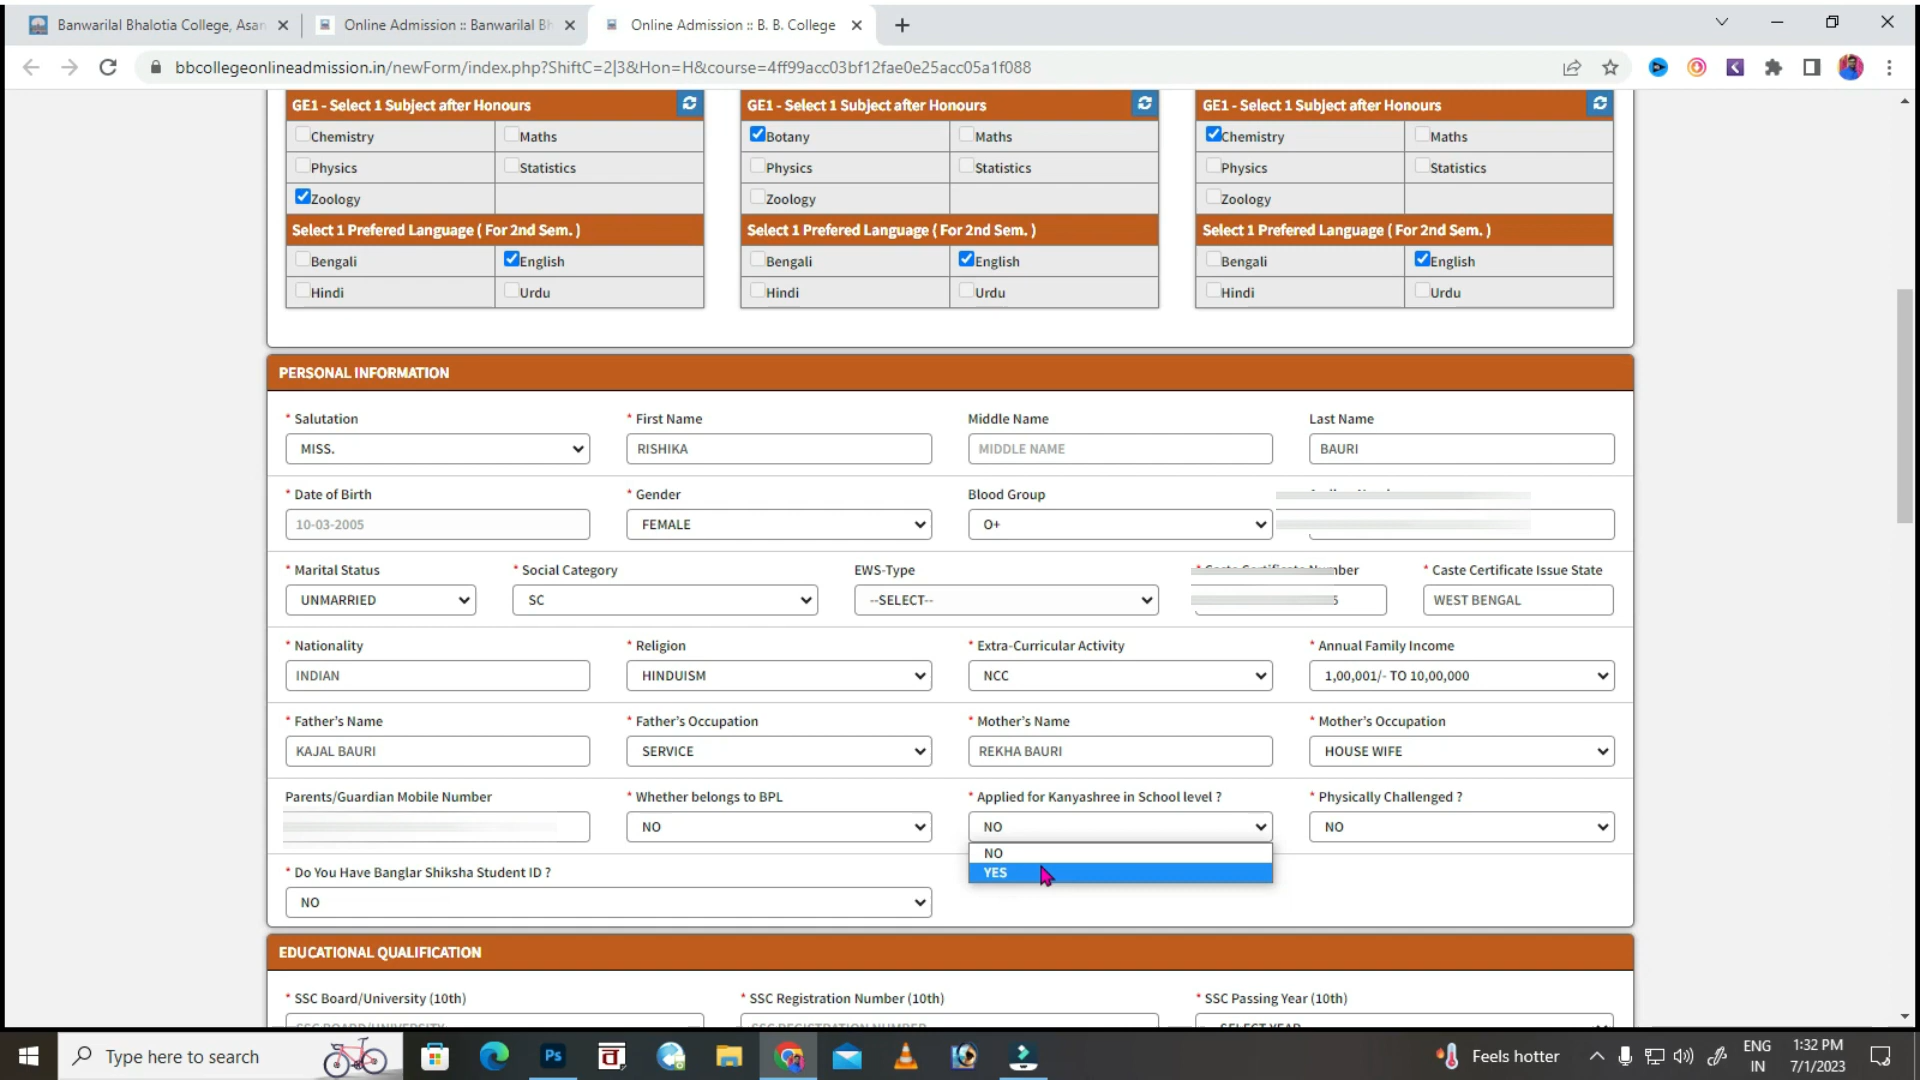 Banwarilal Bhalotia College, Asan
Online Admission :: Banwarilal Bh
Online Admission :: B. B. College
bbcollegeonlineadmission.in/newForm/index.php?ShiftC=2|3&Hon=H&course=4ff99acc03bf12fae0e25acc05a1f088
GE1 - Select 1 Subject after Honours
GE1 - Select 1 Subject after Honours
GE1 - Select 1 Subject after Honours
Chemistry Maths
Botany Maths
Chemistry Maths
Physics Statistics
Physics Statistics
Physics Statistics
Zoology
Zoology
Zoology
Select 1 Prefered Language ( For 2nd Sem. )
Select 1 Prefered Language ( For 2nd Sem. )
Select 1 Prefered Language ( For 2nd Sem. )
Bengali English
Bengali English
Bengali English
Hindi Urdu
Hindi Urdu
Hindi Urdu
PERSONAL INFORMATION
* Salutation
* First Name
Middle Name
Last Name
MISS.
RISHIKA
MIDDLE NAME
BAURI
* Date of Birth
* Gender
Blood Group
10-03-2005
FEMALE
O+
* Marital Status
* Social Category
EWS-Type
* Caste Certificate Issue State
UNMARRIED
SC
--SELECT--
5
WEST BENGAL
* Nationality
* Religion
* Extra-Curricular Activity
* Annual Family Income
INDIAN
HINDUISM
NCC
1,00,001/- TO 10,00,000
* Father's Name
* Father's Occupation
* Mother's Name
* Mother's Occupation
KAJAL BAURI
SERVICE
REKHA BAURI
HOUSE WIFE
Parents/Guardian Mobile Number
* Whether belongs to BPL
* Applied for Kanyashree in School level ?
* Physically Challenged ?
NO
NO
NO
NO
YES
* Do You Have Banglar Shiksha Student ID ?
NO
EDUCATIONAL QUALIFICATION
* SSC Board/University (10th)
* SSC Registration Number (10th)
* SSC Passing Year (10th)
SSC BOARD/UNIVERSITY
SSC REGISTRATION NUMBER
SELECT YEAR
Type here to search
Ps
Feels hotter
ENG
IN
1:32 PM
7/1/2023